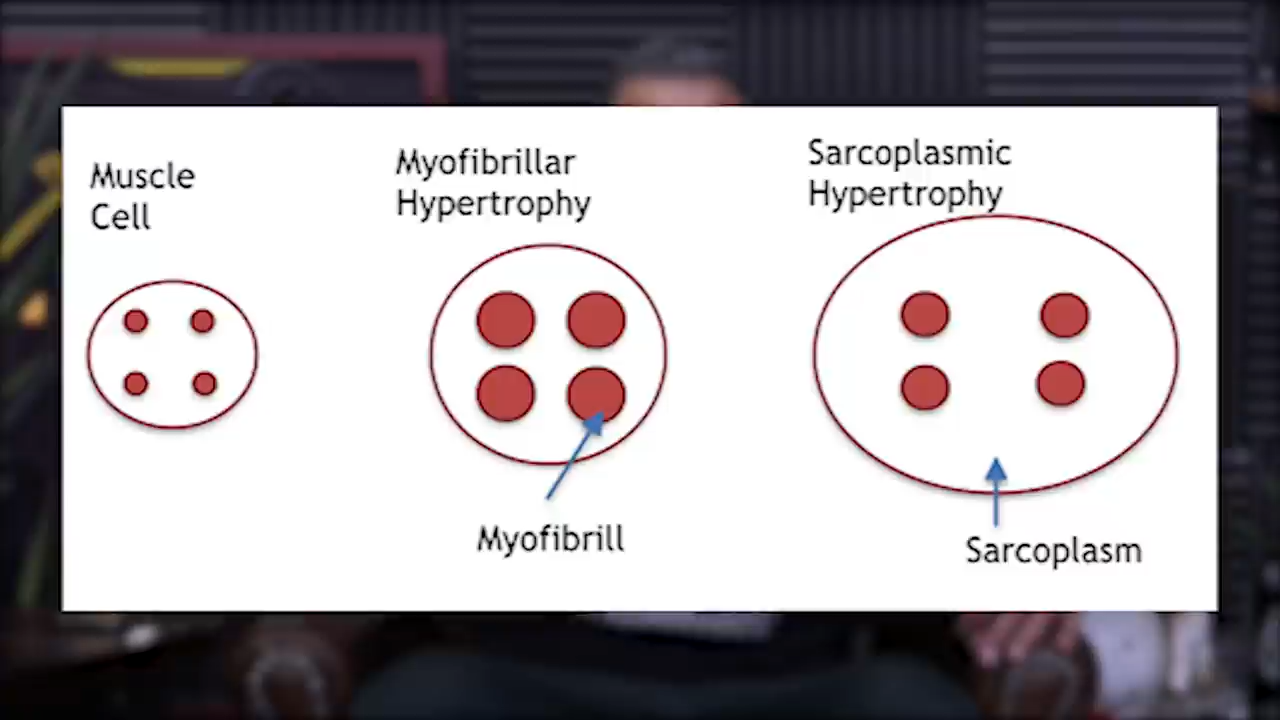 Muscle
Cell
Myofibrillar
Hypertrophy
Sarcoplasmic
Hypertrophy
Myofibrill
Sarcoplasm